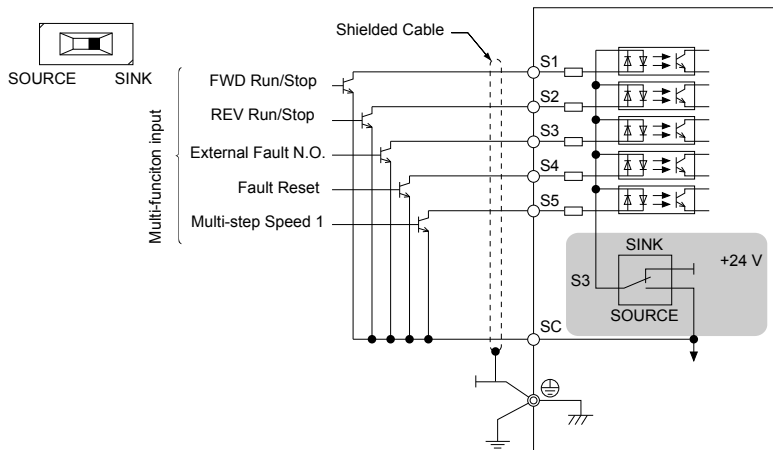 SOURCE SINK
Shielded Cable
Multi-funciton input
FWD Run/Stop
REV Run/Stop
External Fault N.O.
Fault Reset
Multi-step Speed 1
S1
S2
S3
S4
S5
SINK
+24 V
S3
SOURCE
SC